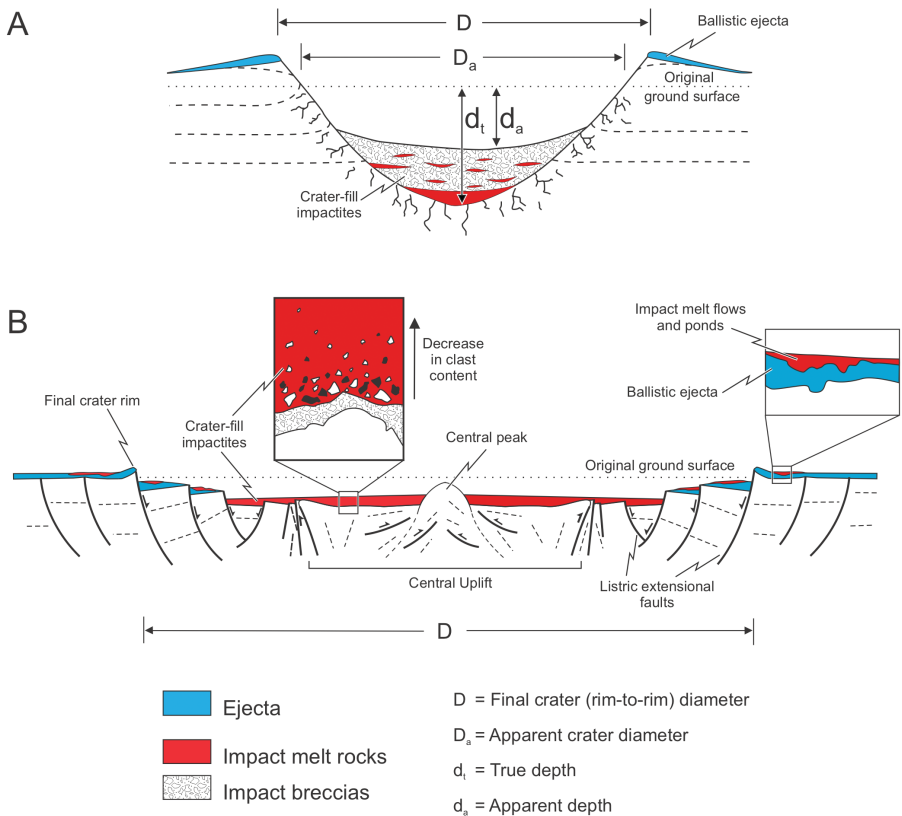 A
D
Ballistic ejecta
Dₐ
Original
ground surface
dₜ
dₐ
Crater-fill
impactites
B
Decrease
in clast
content
Impact melt flows
and ponds
Ballistic ejecta
Final crater rim
Crater-fill
impactites
Central peak
Original ground surface
Central Uplift
Listric extensional
faults
D
Ejecta
Impact melt rocks
Impact breccias
D = Final crater (rim-to-rim) diameter
Dₐ = Apparent crater diameter
dₜ = True depth
dₐ = Apparent depth